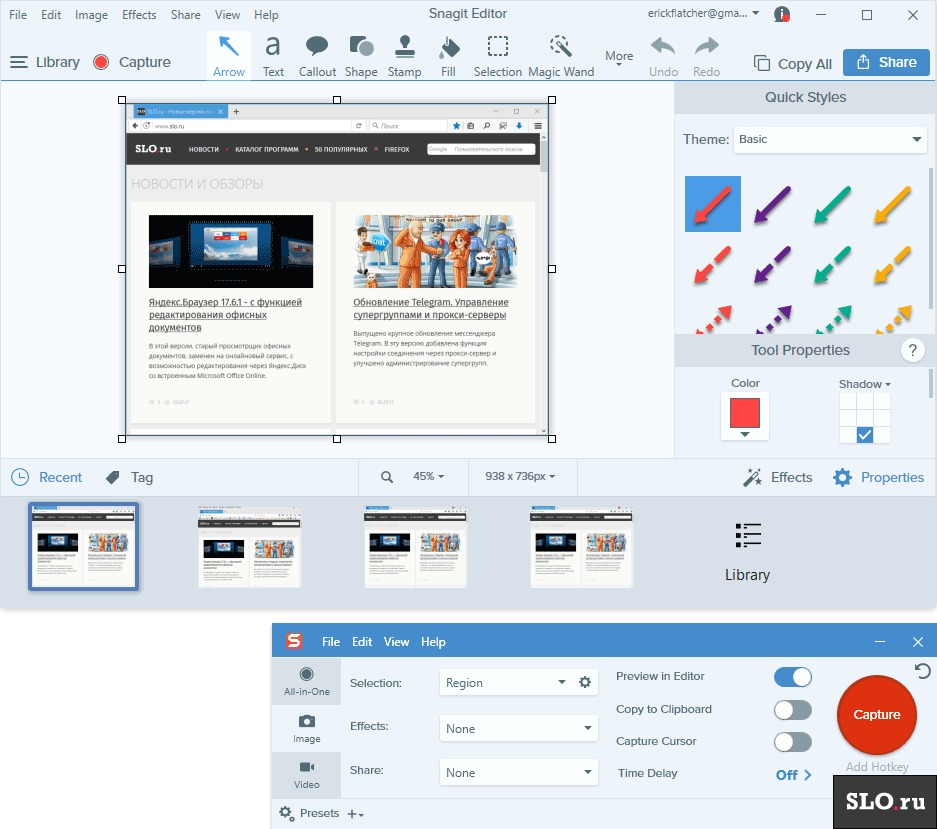 File Edit Image Effects Share View Help
Snagit Editor
erickflatcher@gma...
Library Capture
Arrow Text Callout Shape Stamp Fill Selection Magic Wand More Undo Redo
Copy All Share
Quick Styles
Theme: Basic
SLO.ru - Новые версии
www.slo.ru
Поиск
SLO.ru НОВОСТИ КАТАЛОГ ПРОГРАММ 50 ПОПУЛЯРНЫХ FIREFOX
Google Пользовательского поиска
НОВОСТИ И ОБЗОРЫ
Яндекс.Браузер 17.6.1 - с функцией
редактирования офисных
документов
В этой версии, старый просмотрщик офисных
документов, заменен на онлайновый сервис, с
возможностью редактирования через Яндекс.Диск
со встроенным Microsoft Office Online.
Обновление Telegram. Управление
супергруппами и прокси-серверы
Выпущено крупное обновление мессенджера
Telegram. В эту версию добавлена функция
настройки соединения через прокси-сервер и
улучшено администрирование супергрупп.
Tool Properties ?
Color Shadow
Recent Tag 45% 938 x 736px Effects Properties
Library
File Edit View Help
All-in-One
Image
Video
Selection: Region
Effects: None
Share: None
Preview in Editor
Copy to Clipboard
Capture Cursor
Time Delay Off
Capture
Add Hotkey
Presets +
SLO.ru